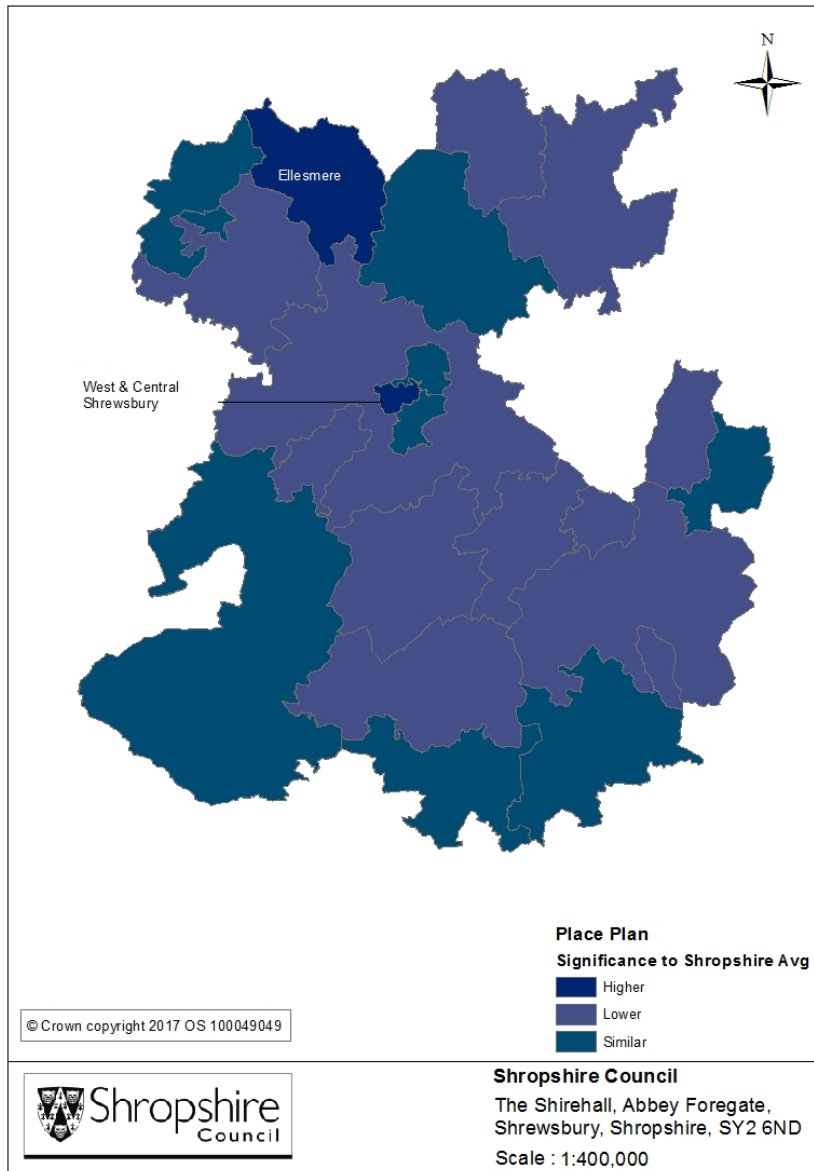 N
Ellesmere
West & Central
Shrewsbury
Place Plan
Significance to Shropshire Avg
Higher
Lower
Similar
© Crown copyright 2017 OS 100049049
Shropshire
Council
Shropshire Council
The Shirehall, Abbey Foregate,
Shrewsbury, Shropshire, SY2 6ND
Scale : 1:400,000